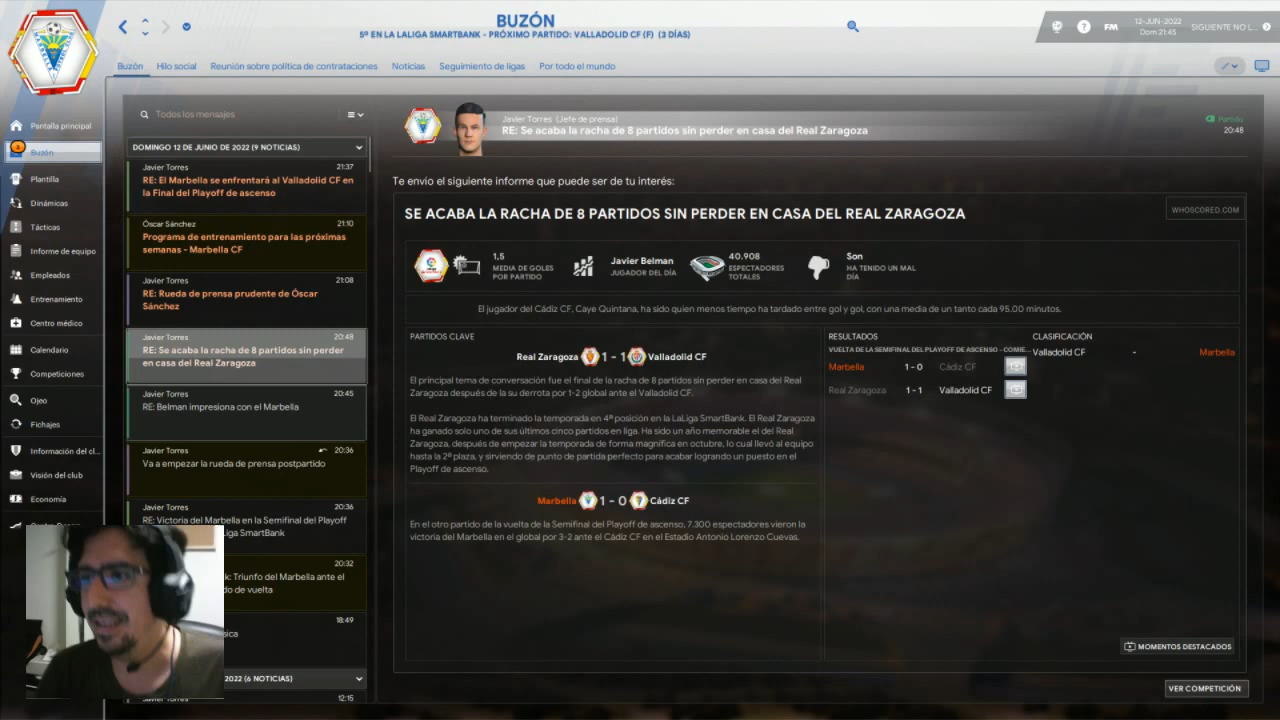 BUZÓN
5º EN LA LALIGA SMARTBANK - PRÓXIMO PARTIDO: VALLADOLID CF (F) (3 DÍAS)
FM
12-JUN-2022
Dom 21:45
SIGUIENTE NO L...
Buzón
Hilo social
Reunión sobre política de contrataciones
Noticias
Seguimiento de ligas
Por todo el mundo
Pantalla principal
Buzón
Plantilla
Dinámicas
Tácticas
Informe de equipo
Empleados
Entrenamiento
Centro médico
Calendario
Competiciones
Ojeo
Fichajes
Información del cl...
Visión del club
Economía
Todos los mensajes
DOMINGO 12 DE JUNIO DE 2022 (9 NOTICIAS)
Javier Torres 21:37
RE: El Marbella se enfrentará al Valladolid CF en
la Final del Playoff de ascenso
Óscar Sánchez 21:10
Programa de entrenamiento para las próximas
semanas - Marbella CF
Javier Torres 21:08
RE: Rueda de prensa prudente de Óscar
Sánchez
Javier Torres 20:48
RE: Se acaba la racha de 8 partidos sin perder
en casa del Real Zaragoza
Javier Torres 20:45
RE: Belman impresiona con el Marbella
Javier Torres 20:36
Va a empezar la rueda de prensa postpartido
Javier Torres 20:36
RE: Victoria del Marbella en la Semifinal del Playoff
Liga SmartBank
20:32
k: Triunfo del Marbella ante el
do de vuelta
18:49
sica
2022 (6 NOTICIAS)
Javier Torres 12:15
Javier Torres (Jefe de prensa)
RE: Se acaba la racha de 8 partidos sin perder en casa del Real Zaragoza
Partido
20:48
Te envío el siguiente informe que puede ser de tu interés:
SE ACABA LA RACHA DE 8 PARTIDOS SIN PERDER EN CASA DEL REAL ZARAGOZA
WHOSCORED.COM
1,5
MEDIA DE GOLES
POR PARTIDO
Javier Belman
JUGADOR DEL DÍA
40.908
ESPECTADORES
TOTALES
Son
HA TENIDO UN MAL
DÍA
El jugador del Cádiz CF, Caye Quintana, ha sido quien menos tiempo ha tardado entre gol y gol, con una media de un tanto cada 95.00 minutos.
PARTIDOS CLAVE
Real Zaragoza 1 - 1 Valladolid CF
El principal tema de conversación fue el final de la racha de 8 partidos sin perder en casa del Real
Zaragoza después de la su derrota por 1-2 global ante el Valladolid CF.
El Real Zaragoza ha terminado la temporada en 4ª posición en la LaLiga SmartBank. El Real Zaragoza
ha ganado solo uno de sus últimos cinco partidos en liga. Ha sido un año memorable el del Real
Zaragoza, después de empezar la temporada de forma magnífica en octubre, lo cual llevó al equipo
hasta la 2ª plaza, y sirviendo de punto de partida perfecto para acabar logrando un puesto en el
Playoff de ascenso.
Marbella 1 - 0 Cádiz CF
En el otro partido de la vuelta de la Semifinal del Playoff de ascenso, 7.300 espectadores vieron la
victoria del Marbella en el global por 3-2 ante el Cádiz CF en el Estadio Antonio Lorenzo Cuevas.
RESULTADOS
VUELTA DE LA SEMIFINAL DEL PLAYOFF DE ASCENSO - COMIE...
Marbella 1 - 0 Cádiz CF
Real Zaragoza 1 - 1 Valladolid CF
CLASIFICACIÓN
Valladolid CF - Marbella
MOMENTOS DESTACADOS
VER COMPETICIÓN